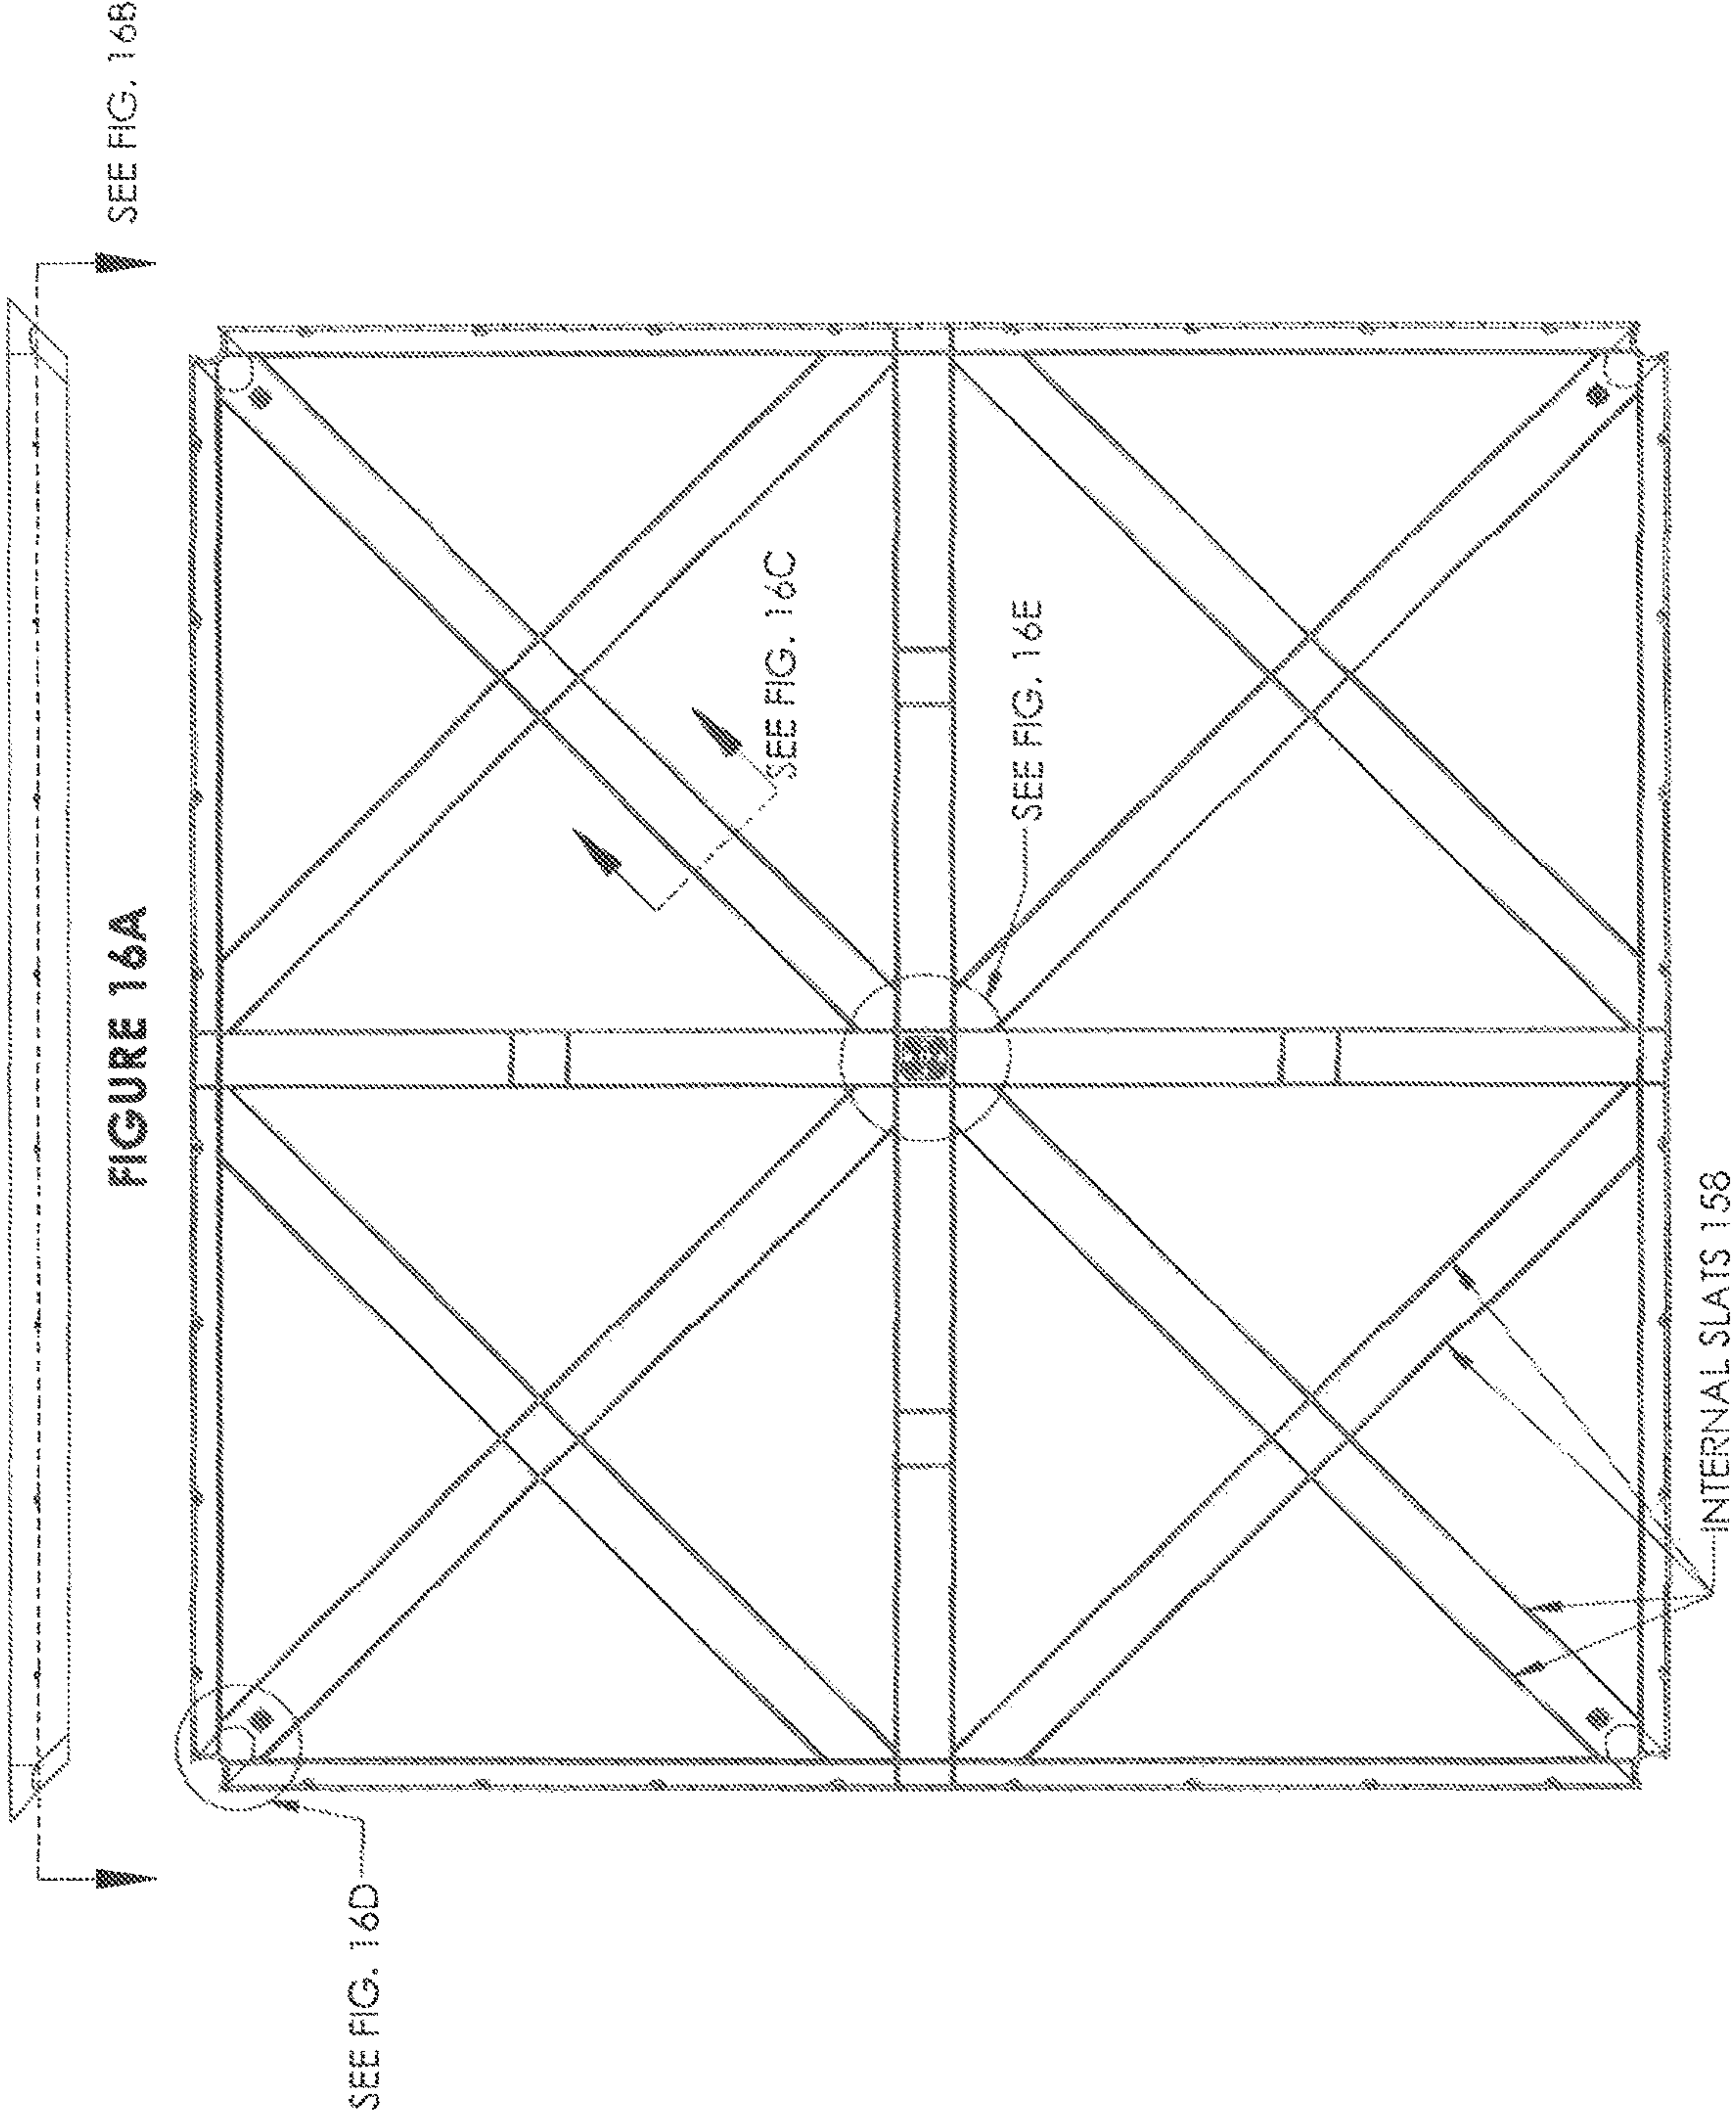 FIGURE 16A
SEE FIG. 16B
SEE FIG. 16D
SEE FIG. 16C
SEE FIG. 16E
INTERNAL SLATS 158